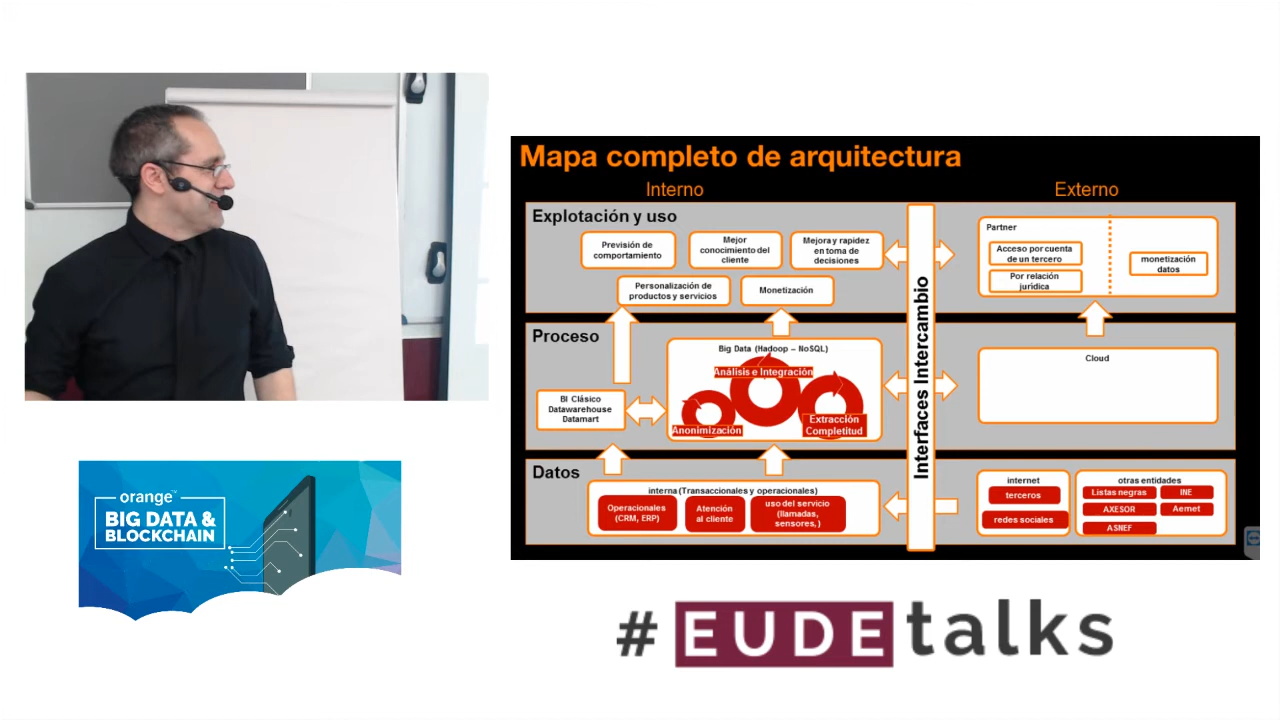 Mapa completo de arquitectura
Interno
Externo
Explotación y uso
Previsión de
comportamiento
Mejor
conocimiento del
cliente
Mejora y rapidez
en toma de
decisiones
Personalización de
productos y servicios
Monetización
Partner
Acceso por cuenta
de un tercero
Por relación
jurídica
monetización
datos
Interfaces Intercambio
Proceso
Big Data (Hadoop – NoSQL)
Análisis e Integración
Anonimización
Extracción
Completitud
BI Clásico
Datawarehouse
Datamart
Cloud
Datos
interna (Transaccionales y operacionales)
Operacionales
(CRM, ERP)
Atención
al cliente
uso del servicio
(llamadas,
sensores, )
internet
terceros
redes sociales
otras entidades
Listas negras
INE
AXESOR
Aemet
ASNEF
orange™
BIG DATA &
BLOCKCHAIN
# EUDE talks